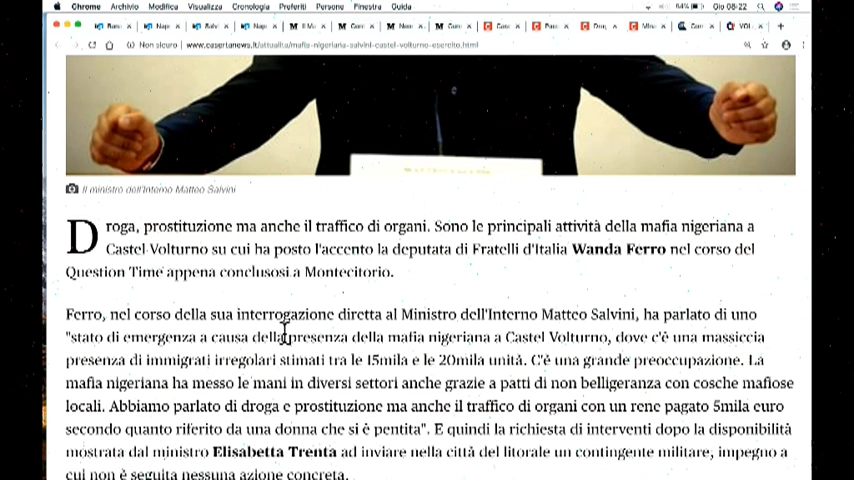 Chrome Archivio Modifica Visualizza Cronologia Preferiti Persone Finestra Guida 64% Gio 08:22
Non sicuro | www.casertanews.it/attualita/mafia-nigeriana-salvini-castel-volturno-esercito.html
Il ministro dell'Interno Matteo Salvini
Droga, prostituzione ma anche il traffico di organi. Sono le principali attività della mafia nigeriana a
Castel Volturno su cui ha posto l'accento la deputata di Fratelli d'Italia Wanda Ferro nel corso del
Question Time appena conclusosi a Montecitorio.
Ferro, nel corso della sua interrogazione diretta al Ministro dell'Interno Matteo Salvini, ha parlato di uno
"stato di emergenza a causa della presenza della mafia nigeriana a Castel Volturno, dove c'è una massiccia
presenza di immigrati irregolari stimati tra le 15mila e le 20mila unità. C'è una grande preoccupazione. La
mafia nigeriana ha messo le mani in diversi settori anche grazie a patti di non belligeranza con cosche mafiose
locali. Abbiamo parlato di droga e prostituzione ma anche il traffico di organi con un rene pagato 5mila euro
secondo quanto riferito da una donna che si è pentita". E quindi la richiesta di interventi dopo la disponibilità
mostrata dal ministro Elisabetta Trenta ad inviare nella città del litorale un contingente militare, impegno a
cui non è seguita nessuna azione concreta.